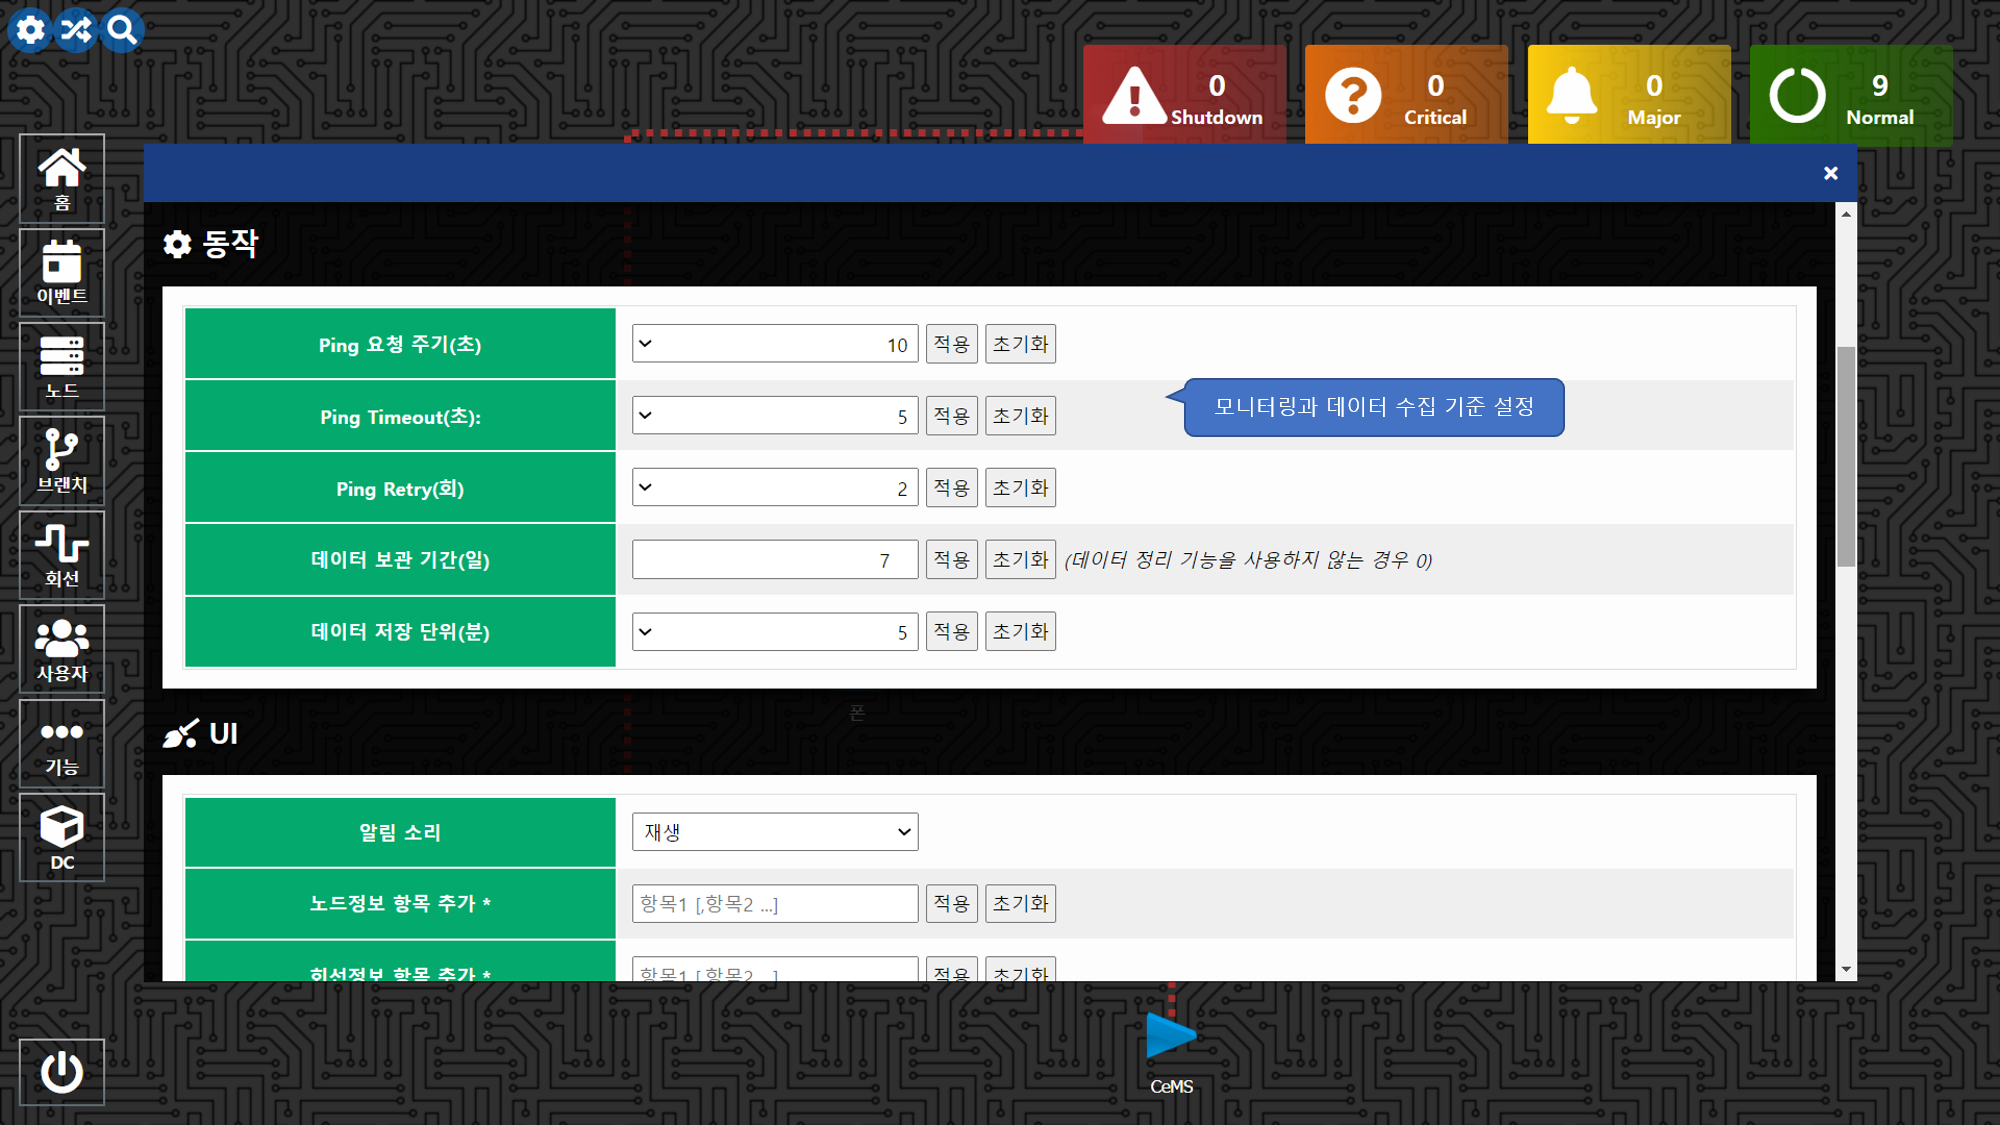 0
Shutdown
0
Critical
0
Major
9
Normal
홈
이벤트
노드
브랜치
회선
사용자
기능
DC
동작
Ping 요청 주기(초) 10 적용 초기화
Ping Timeout(초): 5 적용 초기화
모니터링과 데이터 수집 기준 설정
Ping Retry(회) 2 적용 초기화
데이터 보관 기간(일) 7 적용 초기화 (데이터 정리 기능을 사용하지 않는 경우 0)
데이터 저장 단위(분) 5 적용 초기화
폰
UI
알림 소리 재생
노드정보 항목 추가 * 항목1 [,항목2 ...] 적용 초기화
회선정보 항목 추가 * 항목1 [,항목2 ...] 적용 초기화
CeMS